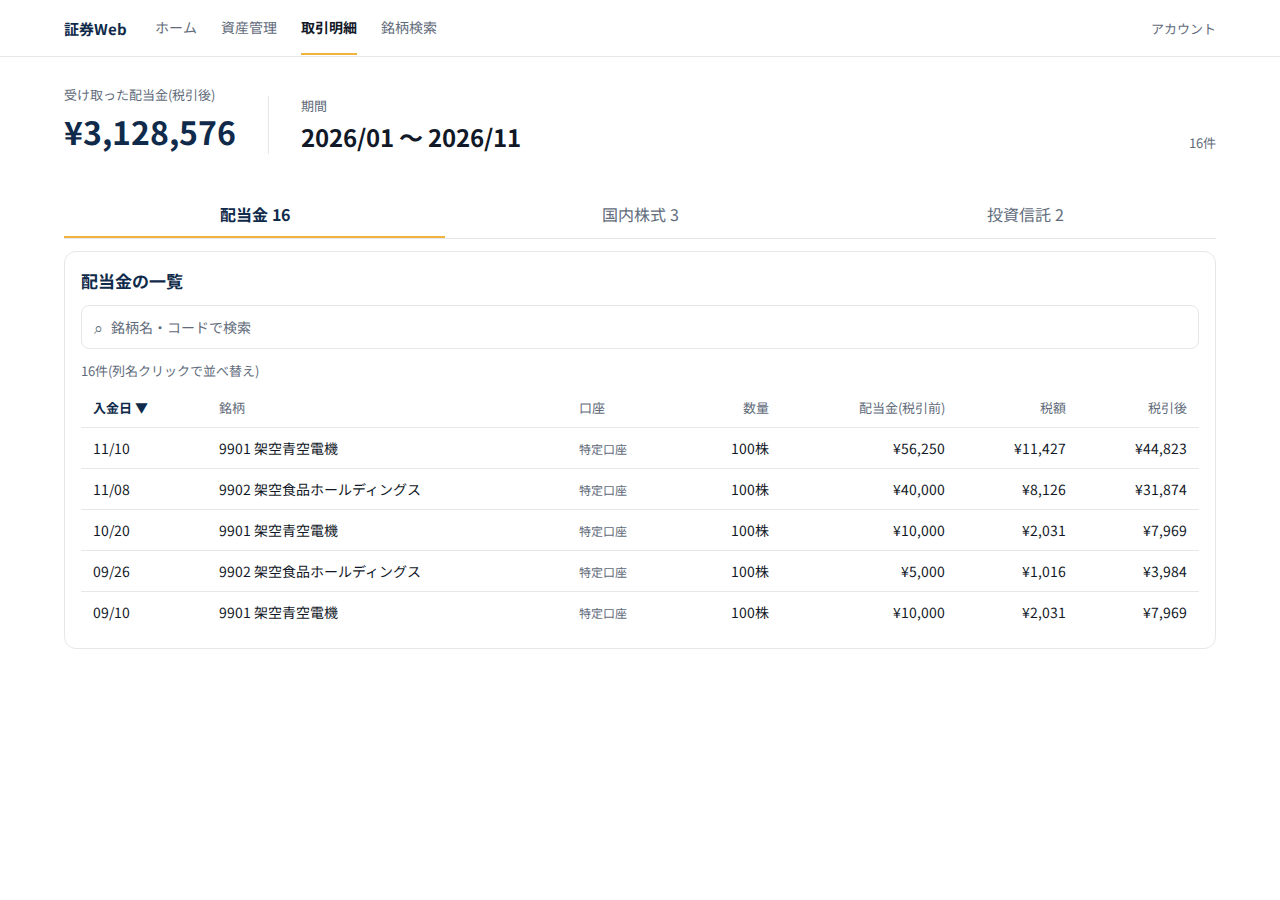 証券Web ホーム 資産管理 取引明細 銘柄検索 アカウント
受け取った配当金(税引後)
¥3,128,576
期間
2026/01 〜 2026/11
16件
配当金 16 国内株式 3 投資信託 2
配当金の一覧
⌕ 銘柄名・コードで検索
16件(列名クリックで並べ替え)
入金日▼ 銘柄 口座 数量 配当金(税引前) 税額 税引後
11/10 9901 架空青空電機 特定口座 100株 ¥56,250 ¥11,427 ¥44,823
11/08 9902 架空食品ホールディングス 特定口座 100株 ¥40,000 ¥8,126 ¥31,874
10/20 9901 架空青空電機 特定口座 100株 ¥10,000 ¥2,031 ¥7,969
09/26 9902 架空食品ホールディングス 特定口座 100株 ¥5,000 ¥1,016 ¥3,984
09/10 9901 架空青空電機 特定口座 100株 ¥10,000 ¥2,031 ¥7,969